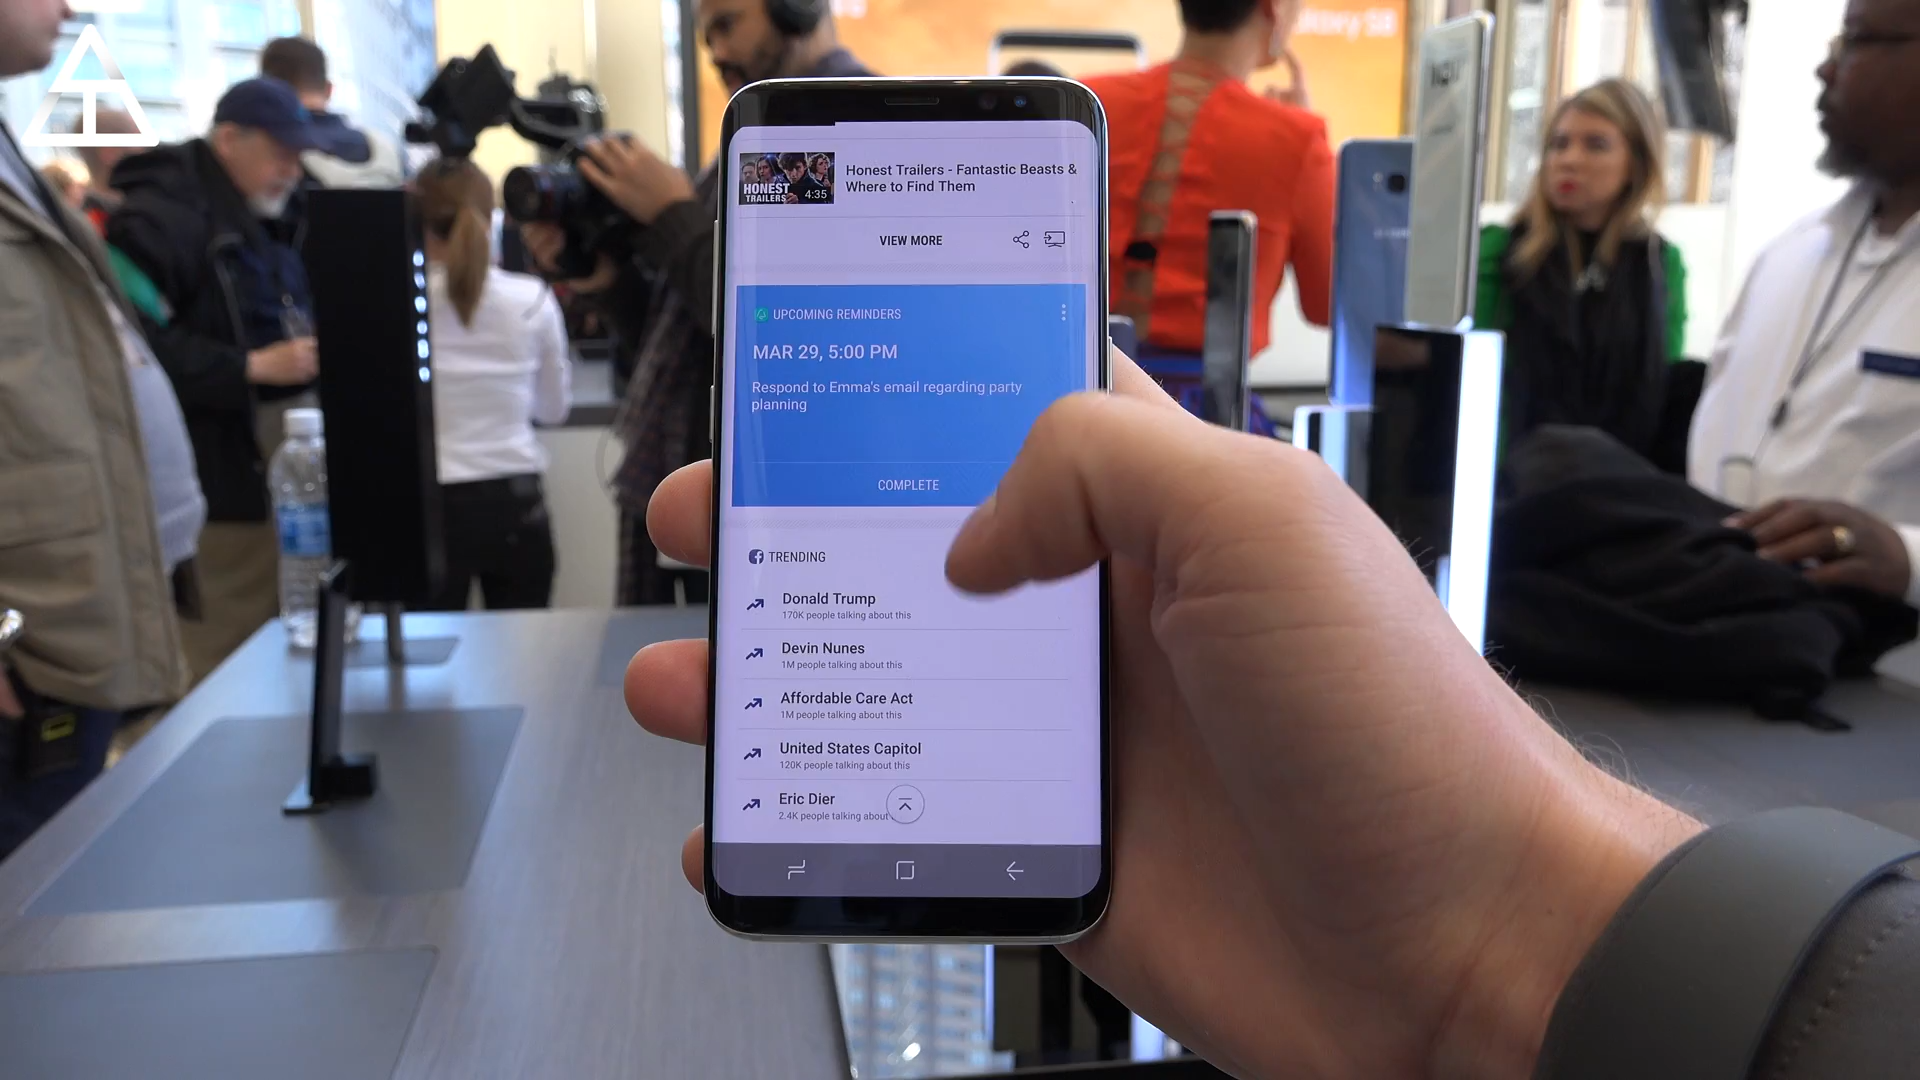 Galaxy S8
HONEST
TRAILERS
4:35
Honest Trailers - Fantastic Beasts &
Where to Find Them
VIEW MORE
UPCOMING REMINDERS
MAR 29, 5:00 PM
Respond to Emma's email regarding party
planning
COMPLETE
TRENDING
Donald Trump
170K people talking about this
Devin Nunes
1M people talking about this
Affordable Care Act
1M people talking about this
United States Capitol
120K people talking about this
Eric Dier
2.4K people talking about